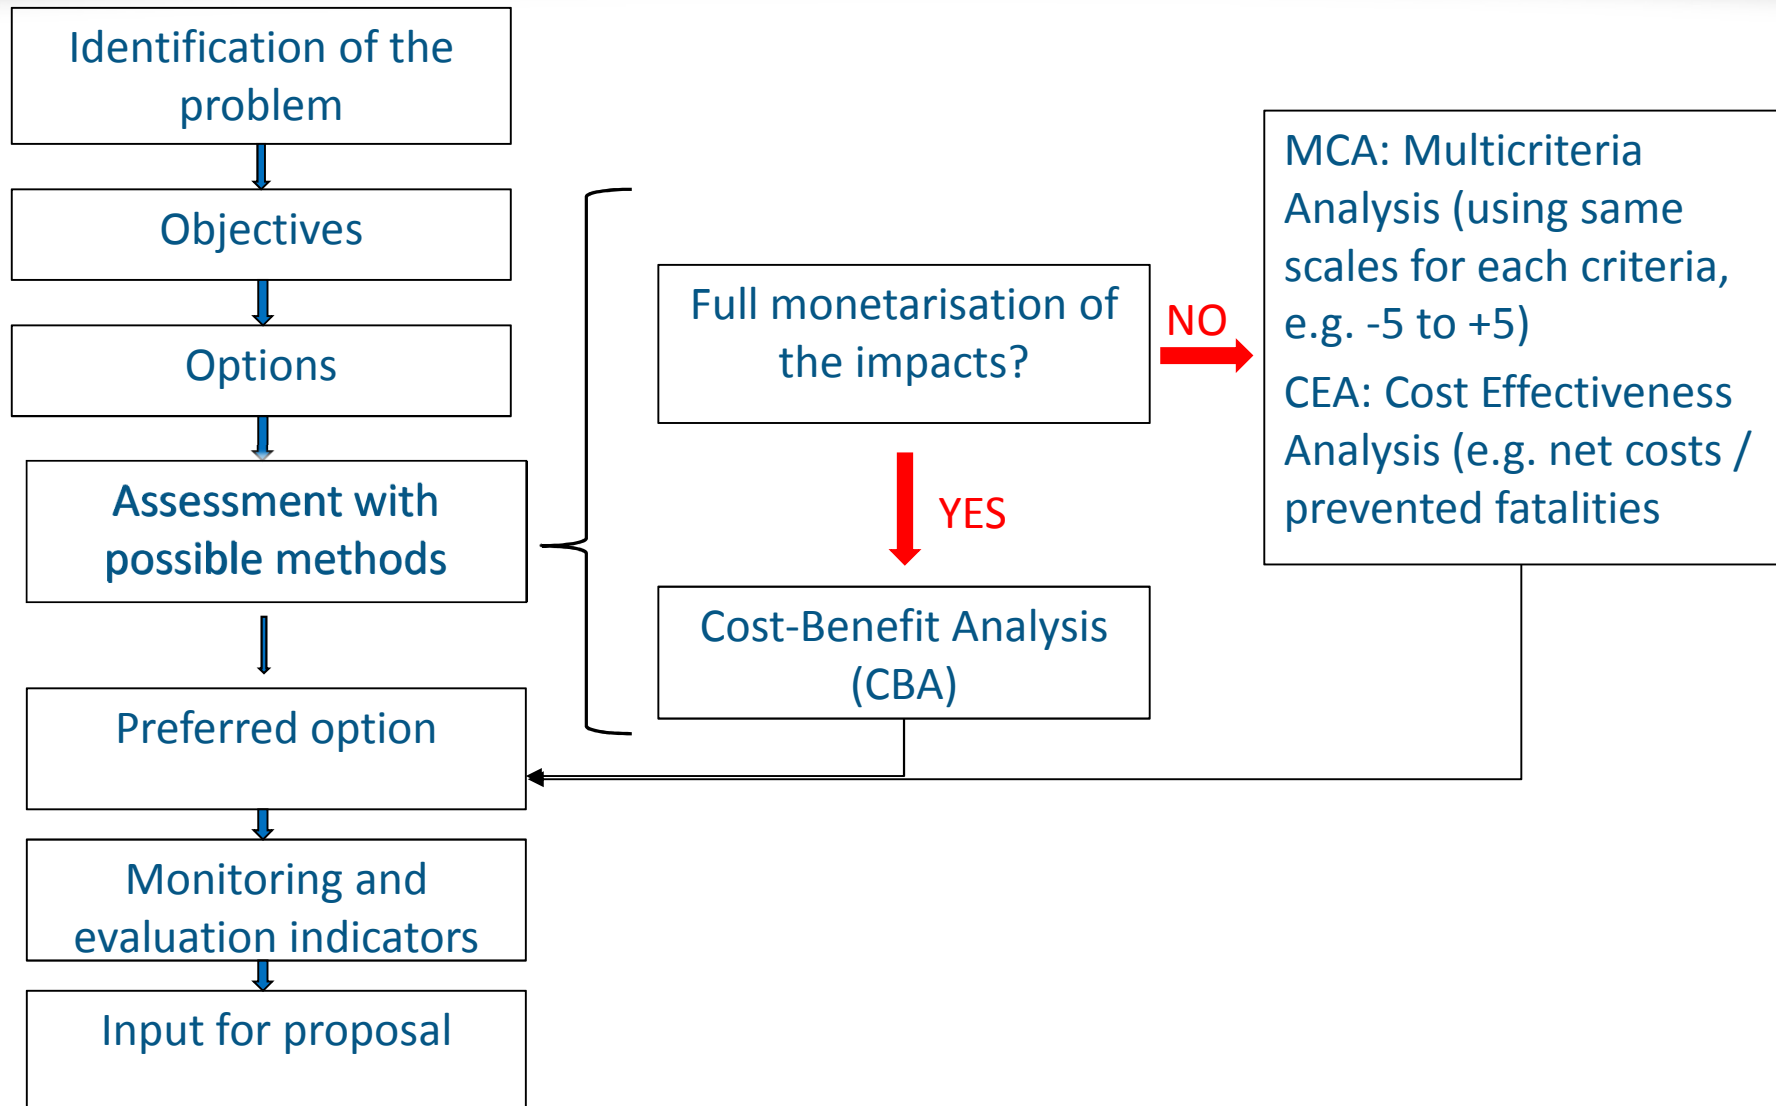 Identification of the
problem
Objectives
Options
Assessment with
possible methods
Preferred option
Monitoring and
evaluation indicators
Input for proposal
Full monetarisation of
the impacts?
NO
YES
Cost-Benefit Analysis
(CBA)
MCA: Multicriteria
Analysis (using same
scales for each criteria,
e.g. -5 to +5)
CEA: Cost Effectiveness
Analysis (e.g. net costs /
prevented fatalities